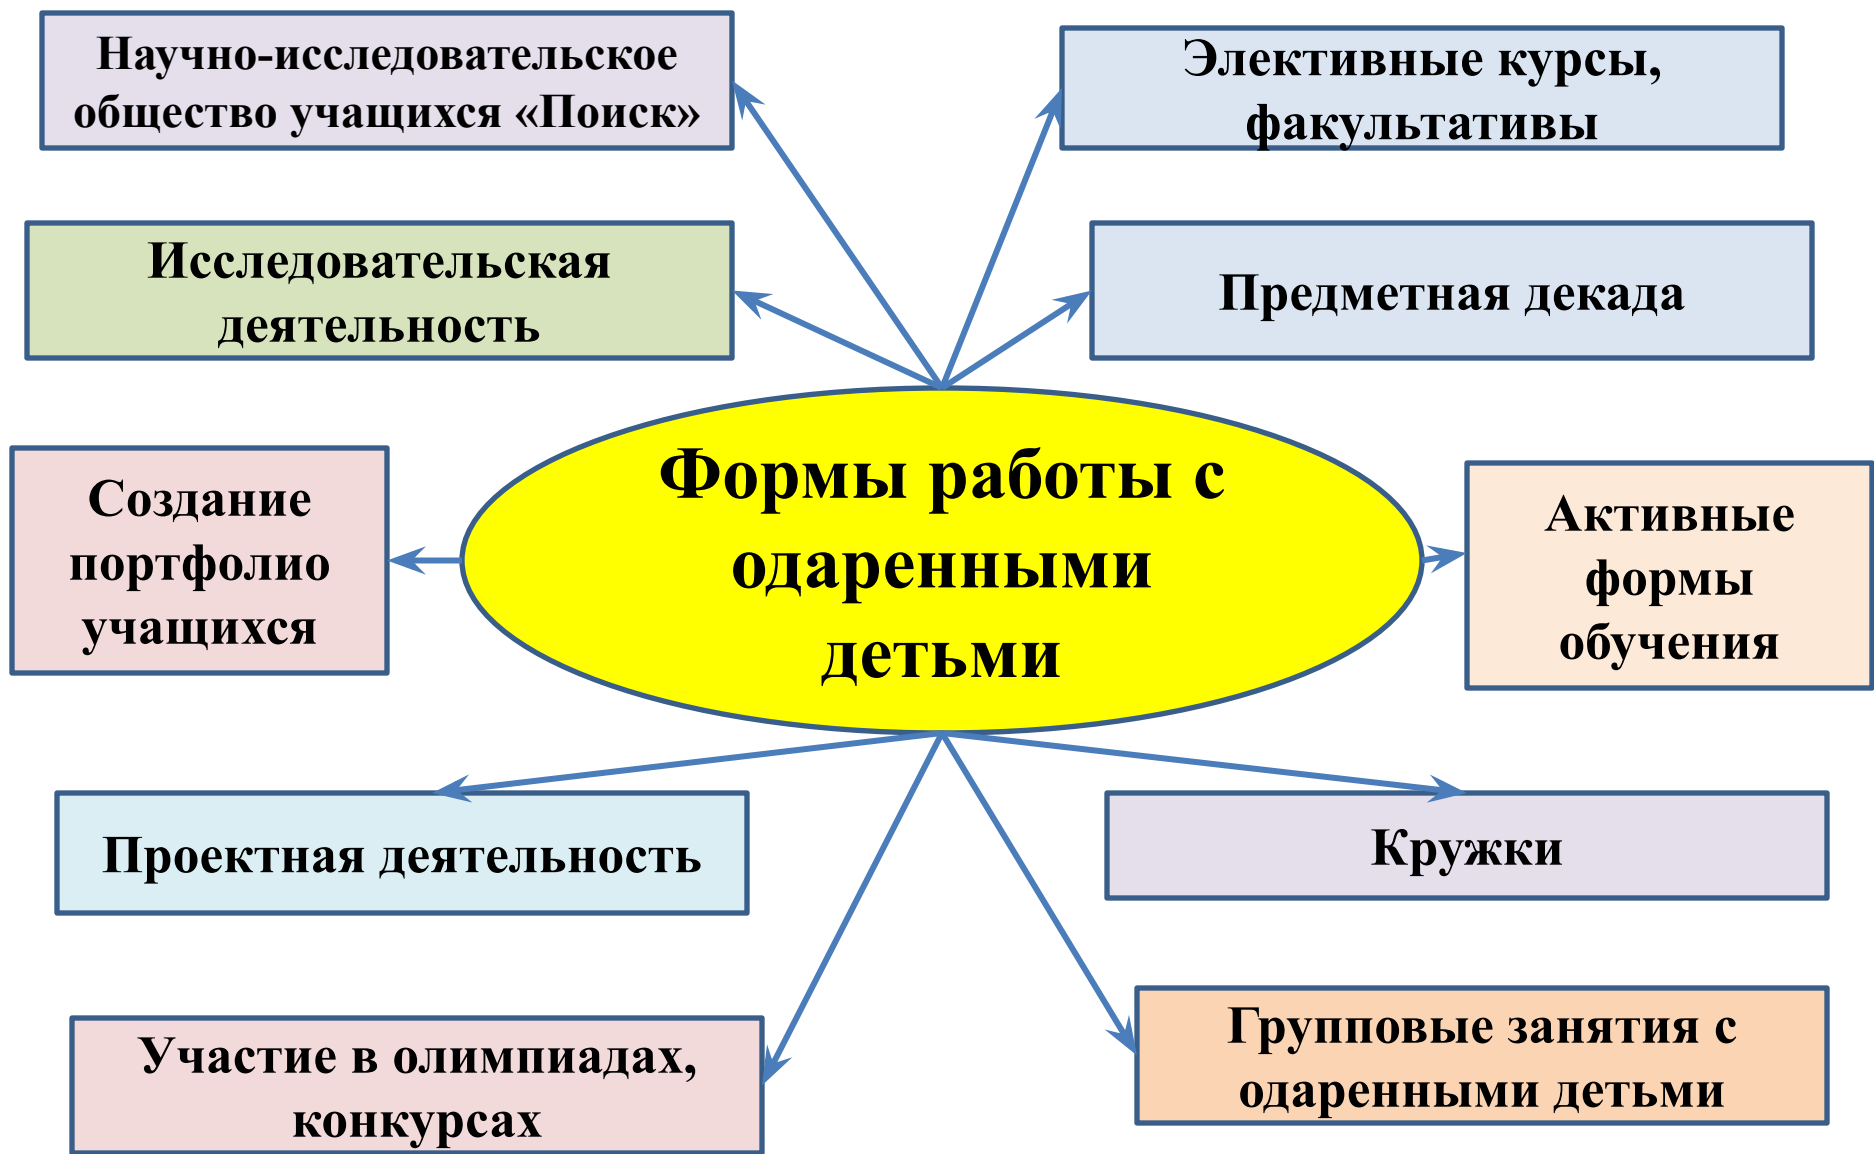 Научно-исследовательское
общество учащихся «Поиск»
Элективные курсы,
факультативы
Исследовательская
деятельность
Предметная декада
Формы работы с
одаренными
детьми
Создание
портфолио
учащихся
Активные
формы
обучения
Проектная деятельность
Кружки
Участие в олимпиадах,
конкурсах
Групповые занятия с
одаренными детьми